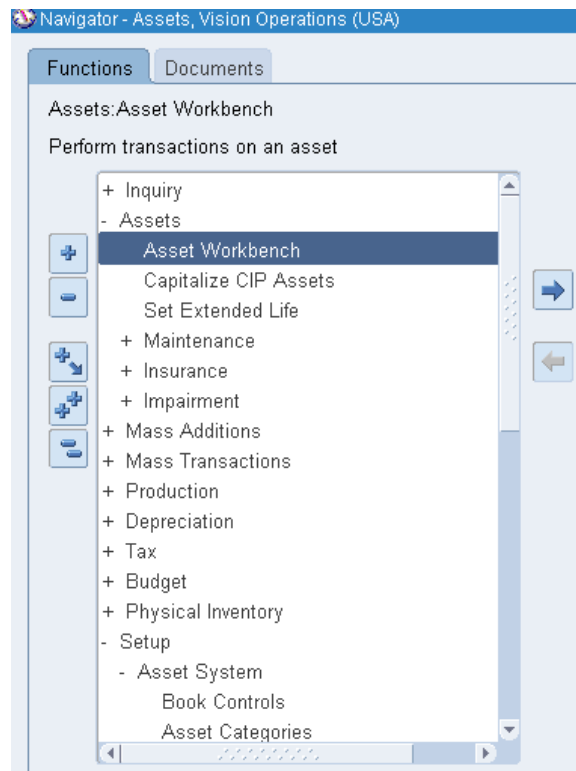 Navigator - Assets, Vision Operations (USA)
Functions Documents
Assets:Asset Workbench
Perform transactions on an asset
+ Inquiry
- Assets
Asset Workbench
Capitalize CIP Assets
Set Extended Life
+ Maintenance
+ Insurance
+ Impairment
+ Mass Additions
+ Mass Transactions
+ Production
+ Depreciation
+ Tax
+ Budget
+ Physical Inventory
- Setup
- Asset System
Book Controls
Asset Categories